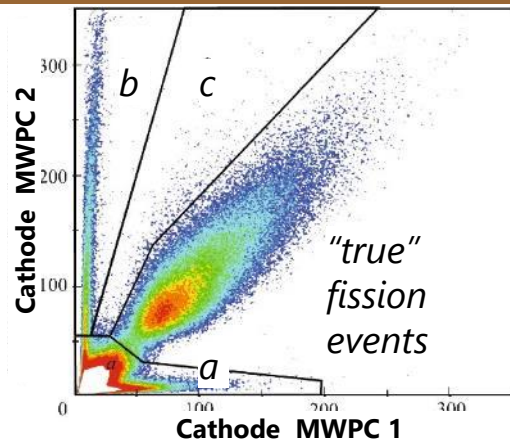 300
b
c
Cathode MWPC 2
200
"true"
fission
events
100
a
a
0
100
200
300
Cathode MWPC 1